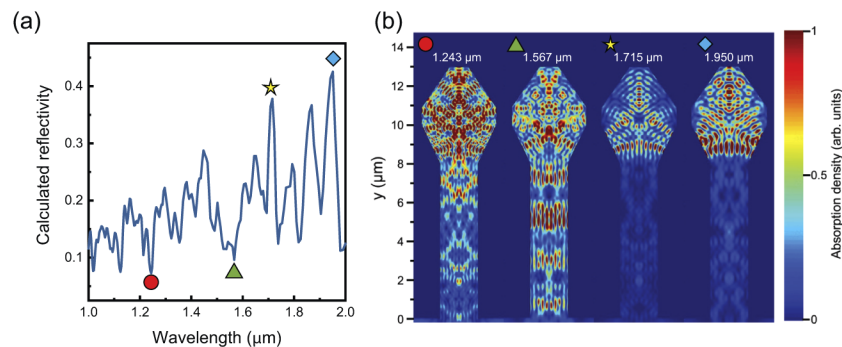 (a)
Calculated reflectivity
0.4
0.3
0.2
0.1
1.0 1.2 1.4 1.6 1.8 2.0
Wavelength (μm)
(b)
y (μm)
14
12
10
8
6
4
2
0
1.243 μm 1.567 μm 1.715 μm 1.950 μm
1
0.5
0
Absorption density (arb. units)